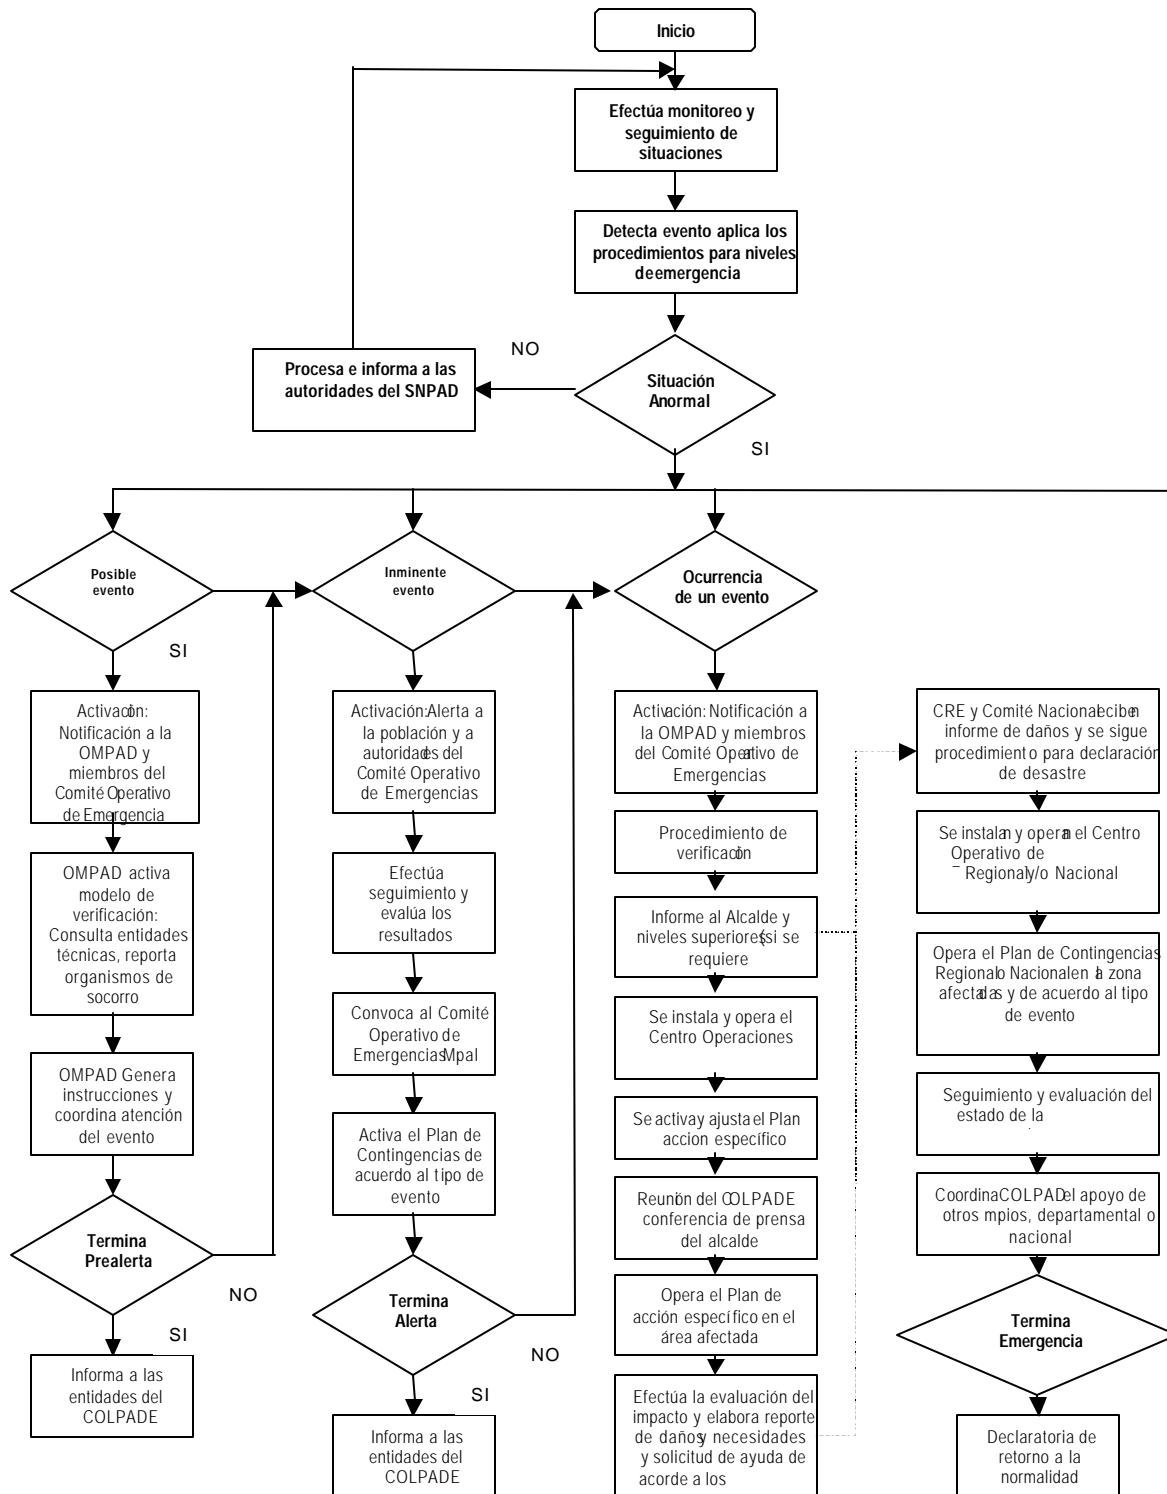 Inicio
Efectúa monitoreo y
seguimiento de
situaciones
Detecta evento aplica los
procedimientos para niveles
de emergencia
NO
Procesa e informa a las
autoridades del SNPAD
Situación
Anormal
SI
Posible
evento
Inminente
evento
Ocurrencia
de un evento
SI
Activación:
Notificación a la
OMPAD y
miembros del
Comité Operativo
de Emergencia
OMPAD activa
modelo de
verificación:
Consulta entidades
técnicas, reporta
organismos de
socorro
OMPAD Genera
instrucciones y
coordina atención
del evento
Termina
Prealerta
NO
SI
Informa a las
entidades del
COLPADE
Activación: Alerta a
la población y a
autoridades del
Comité Operativo
de Emergencias
Efectúa
seguimiento y
evalúa los
resultados
Convoca al Comité
Operativo de
Emergencias Mpal
Activa el Plan de
Contingencias de
acuerdo al tipo de
evento
Termina
Alerta
NO
SI
Informa a las
entidades del
COLPADE
Activación: Notificación a
la OMPAD y miembros
del Comité Operativo de
Emergencias
Procedimiento de
verificación
Informe al Alcalde y
niveles superiores (si se
requiere
Se instala y opera el
Centro Operaciones
Se activa y ajusta el Plan
accion específico
Reunión del COLPADE
conferencia de prensa
del alcalde
Opera el Plan de
acción específico en el
área afectada
Efectúa la evaluación del
impacto y elabora reporte
de daños y necesidades
y solicitud de ayuda de
acorde a los
CRE y Comité Nacional reciben
informe de daños y se sigue
procedimiento para declaración
de desastre
Se instalan y operan el Centro
Operativo de
Regional y/o Nacional
Opera el Plan de Contingencias
Regional o Nacional en la zona
afectadas y de acuerdo al tipo
de evento
Seguimiento y evaluación del
estado de la
Coordina COLPAD el apoyo de
otros mpios, departamental o
nacional
Termina
Emergencia
Declaratoria de
retorno a la
normalidad